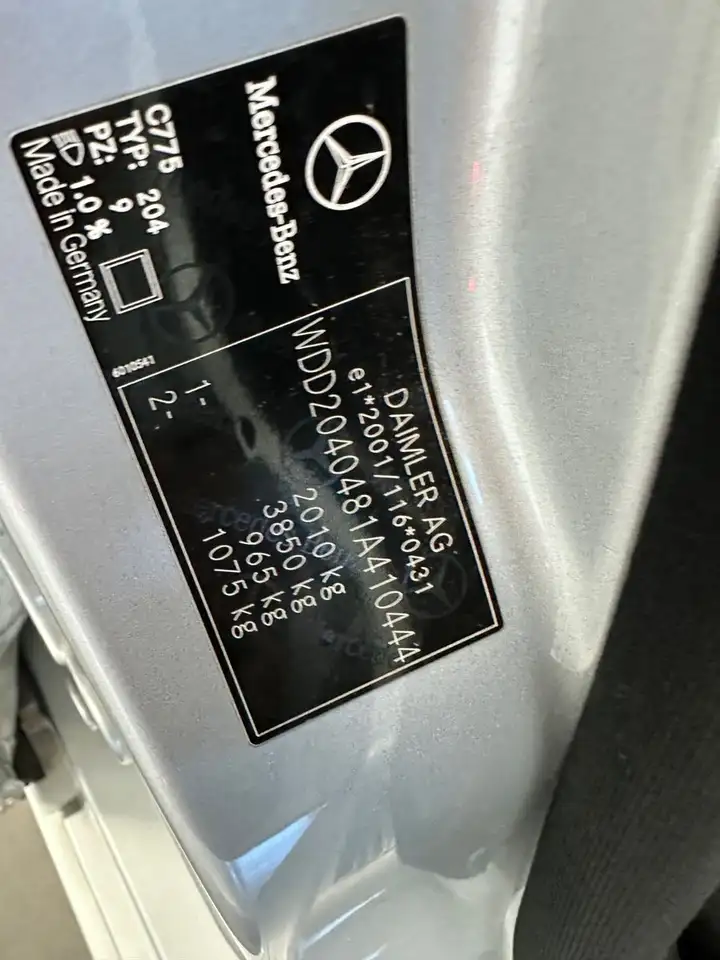 Mercedes-Benz
C775
TYP: 204
PZ: 9
1.0 %
Made in Germany
6010541
DAIMLER AG
e1*2001/116*0431
WDD2040481A410444
2010 kg
3850 kg
1- 965 kg
2- 1075 kg